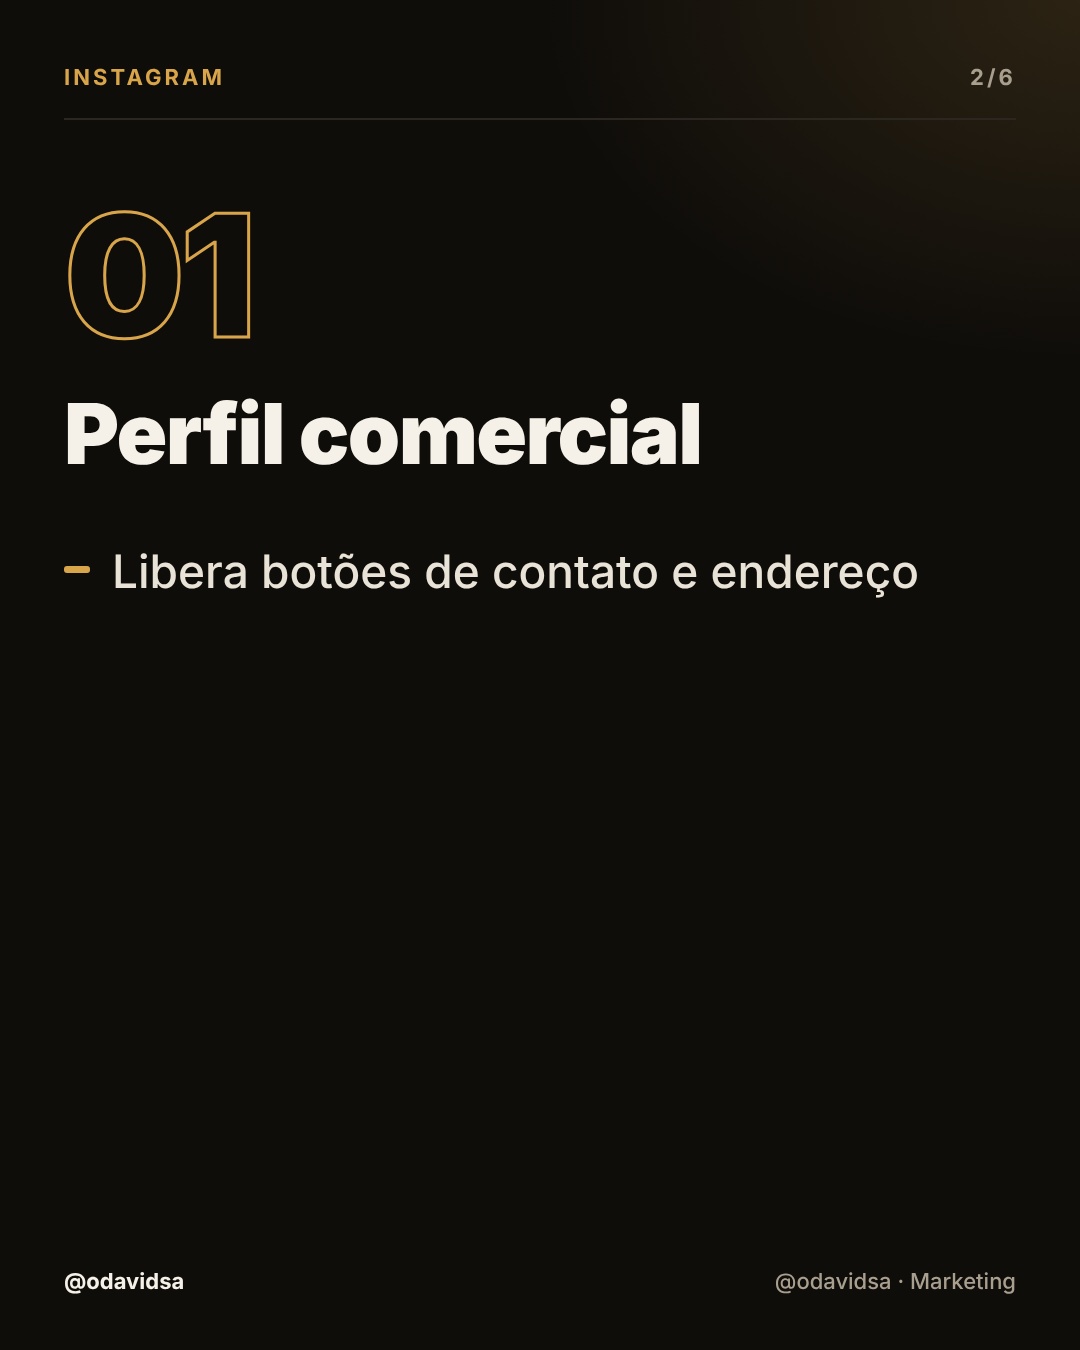 INSTAGRAM
2/6
01
Perfil comercial
Libera botões de contato e endereço
@odavidsa
@odavidsa · Marketing